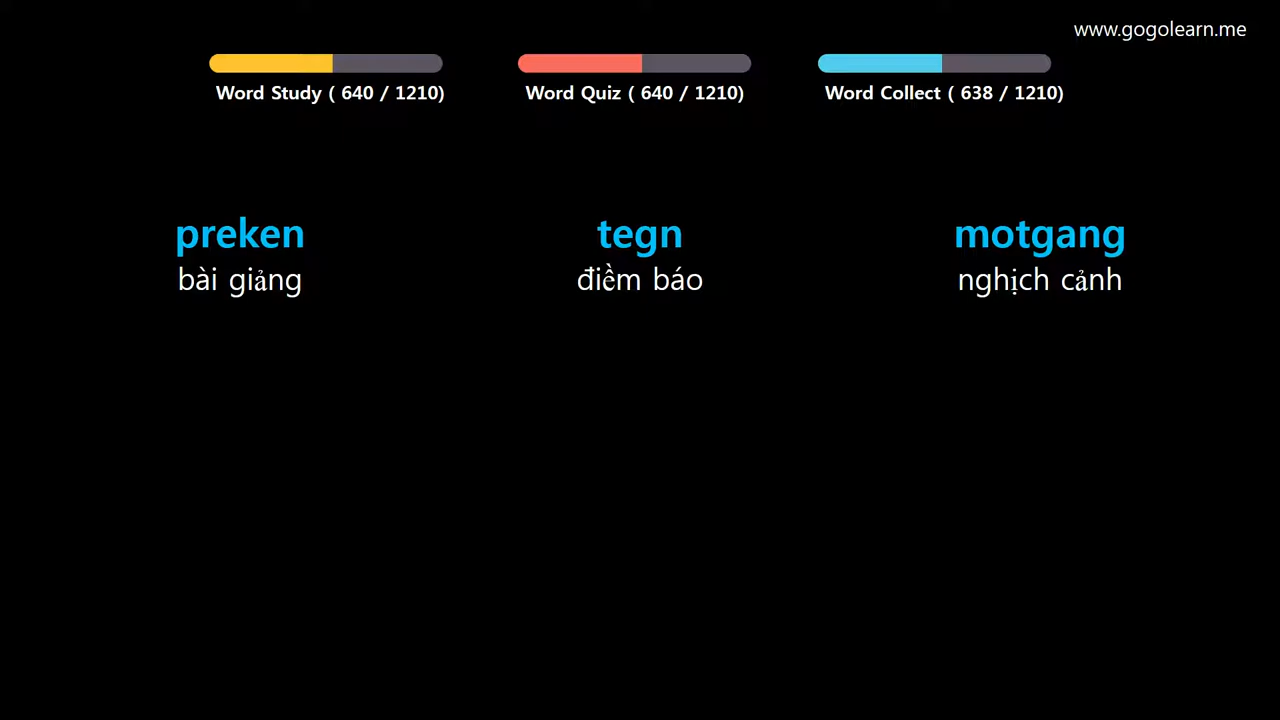 www.gogolearn.me
Word Study ( 640 / 1210)
Word Quiz ( 640 / 1210)
Word Collect ( 638 / 1210)
preken
bài giảng
tegn
điềm báo
motgang
nghịch cảnh